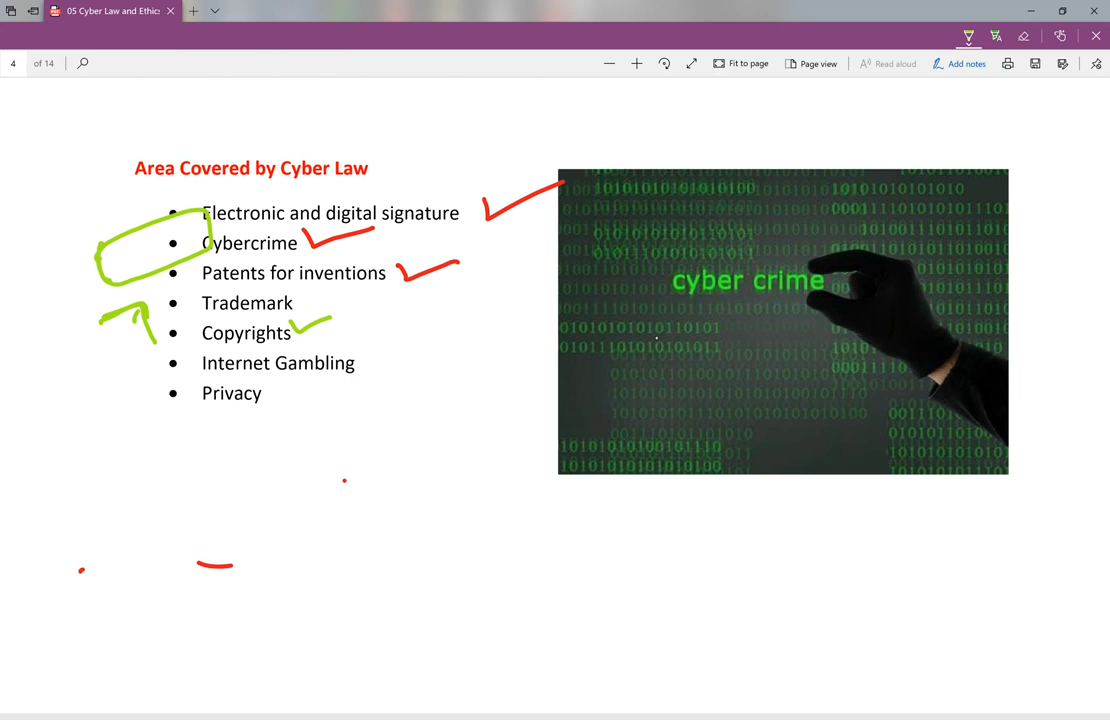 05 Cyber Law and Ethics
4 of 14
Fit to page
Page view
Read aloud
Add notes
Area Covered by Cyber Law
• Electronic and digital signature
• Cybercrime
• Patents for inventions
• Trademark
• Copyrights
• Internet Gambling
• Privacy
cyber crime